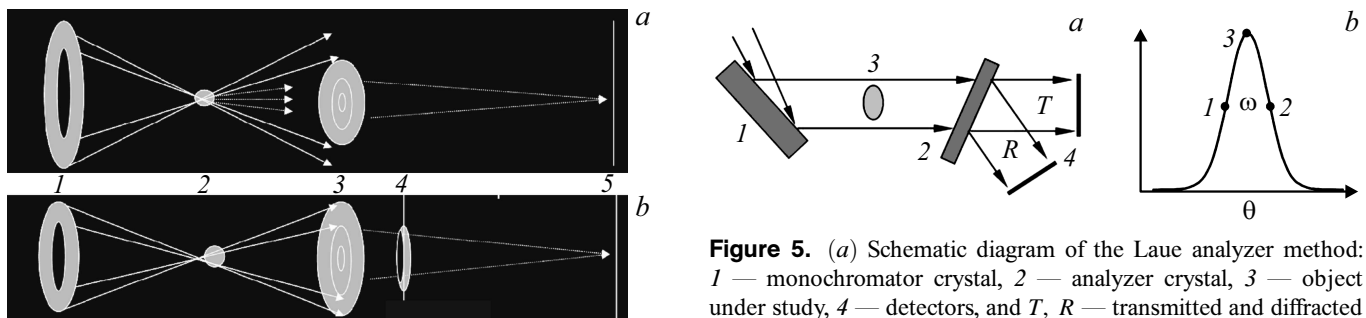 a
1 2 3 4 5
b
a
3
1
2
T
R
4
b
3
1 ω 2
θ
Figure 5. (a) Schematic diagram of the Laue analyzer method:
1 — monochromator crystal, 2 — analyzer crystal, 3 — object
under study, 4 — detectors, and T, R — transmitted and diffracted